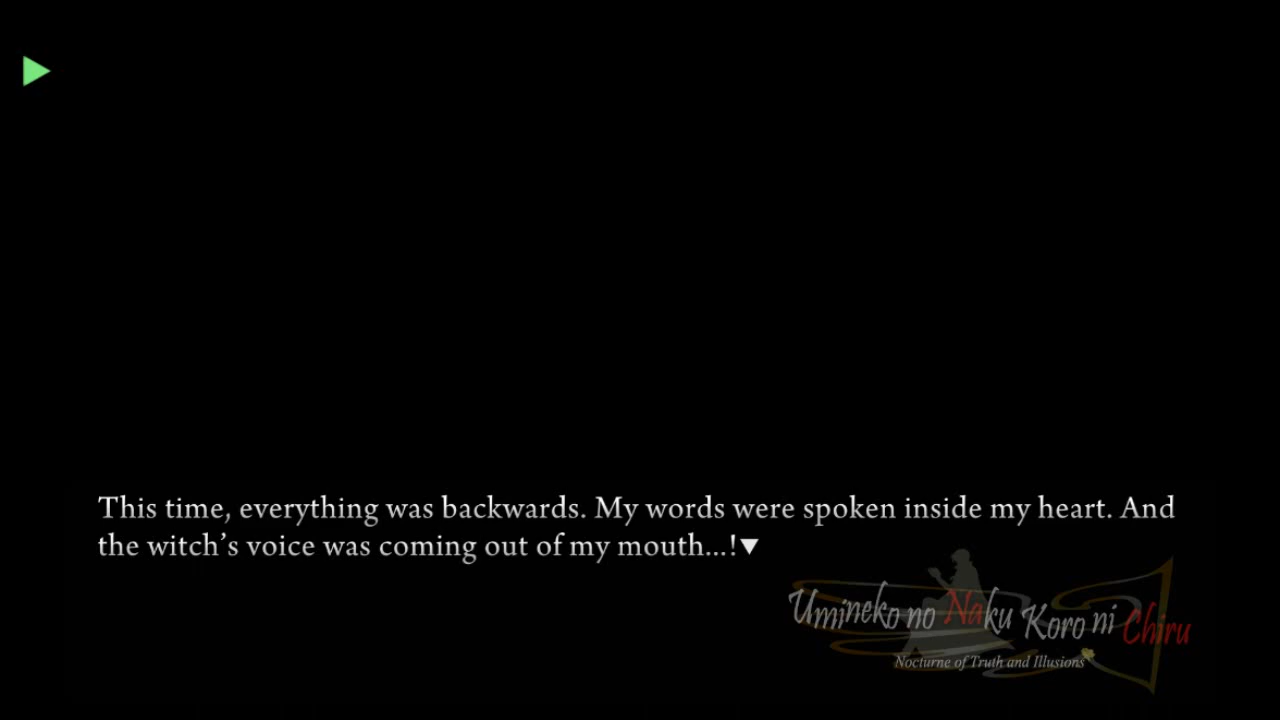 This time, everything was backwards. My words were spoken inside my heart. And
the witch's voice was coming out of my mouth...!
Umineko no Naku Koro ni Chiru
Nocturne of Truth and Illusions